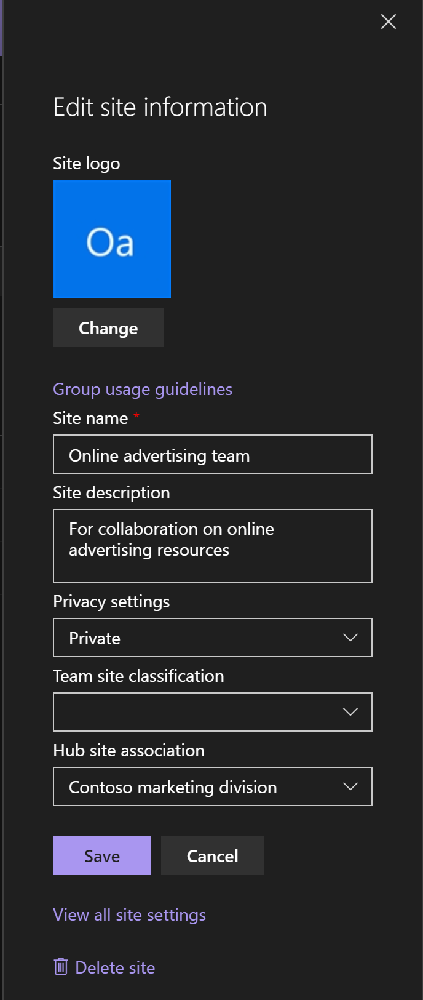 Edit site information
Site logo
Oa
Change
Group usage guidelines
Site name *
Online advertising team
Site description
For collaboration on online
advertising resources
Privacy settings
Private
Team site classification
Hub site association
Contoso marketing division
Save Cancel
View all site settings
Delete site